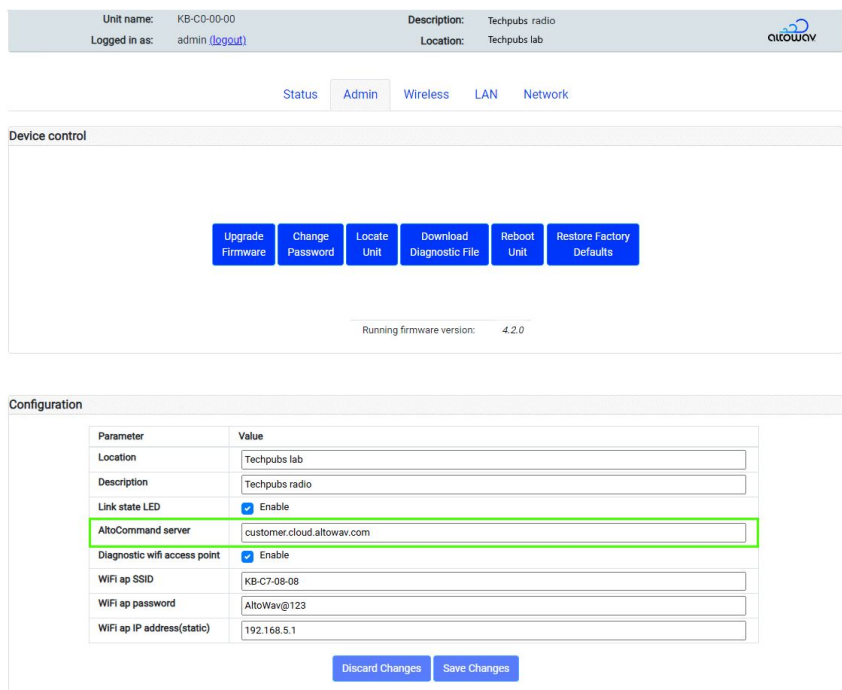 Unit name: KB-C0-00-00 Description: Techpubs radio
Logged in as: admin (logout) Location: Techpubs lab
altowav
Status Admin Wireless LAN Network
Device control
Upgrade Firmware Change Password Locate Unit Download Diagnostic File Reboot Unit Restore Factory Defaults
Running firmware version: 4.2.0
Configuration
Parameter Value
Location Techpubs lab
Description Techpubs radio
Link state LED Enable
AltoCommand server customer.cloud.altowav.com
Diagnostic wifi access point Enable
WiFi ap SSID KB-C7-08-08
WiFi ap password AltoWav@123
WiFi ap IP address(static) 192.168.5.1
Discard Changes Save Changes